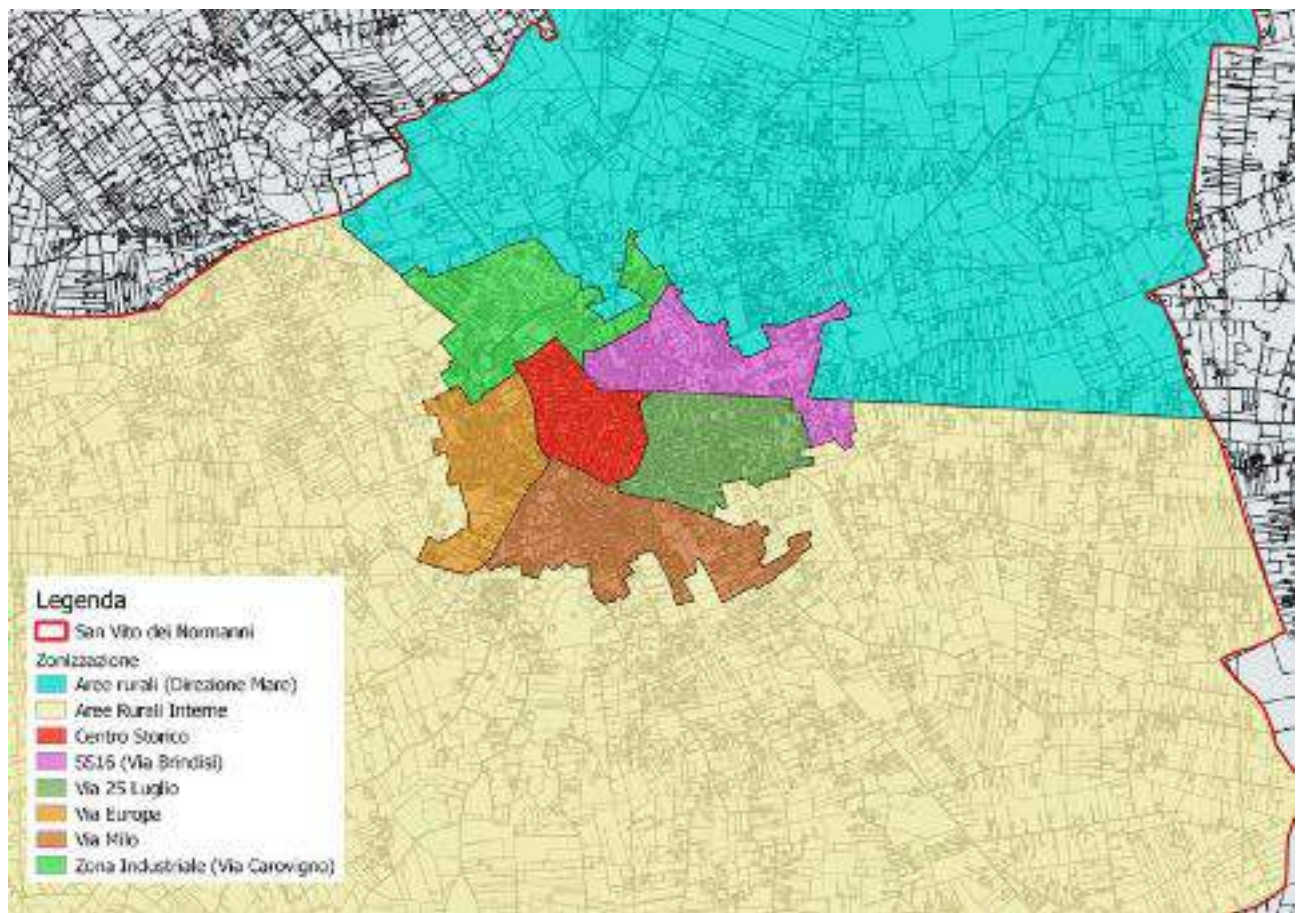 Legenda
San Vito dei Normanni
Zonizzazione
Aree rurali (Direzione Mare)
Aree Rurali Interne
Centro Storico
SS16 (Via Brindisi)
Via 25 Luglio
Via Europa
Via Milo
Zona Industriale (Via Carovigno)